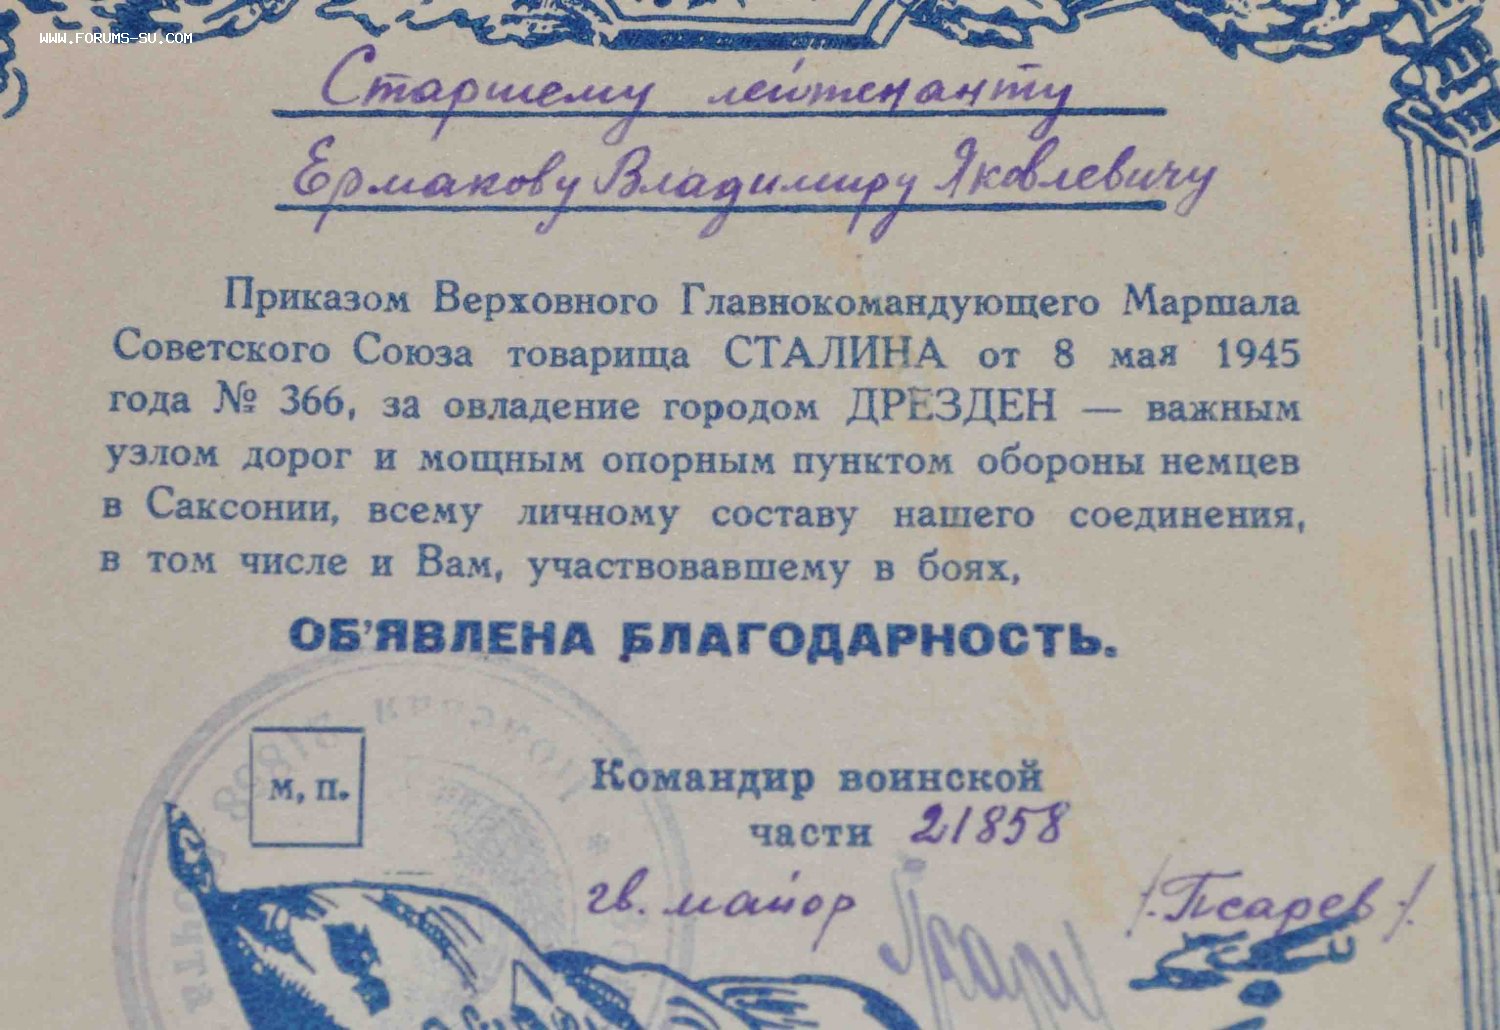 WWW.FORUMS-SU.COM
Старшему лейтенанту
Ермакову Владимиру Яковлевичу
Приказом Верховного Главнокомандующего Маршала
Советского Союза товарища СТАЛИНА от 8 мая 1945
года № 366, за овладение городом ДРЕЗДЕН — важным
узлом дорог и мощным опорным пунктом обороны немцев
в Саксонии, всему личному составу нашего соединения,
в том числе и Вам, участвовавшему в боях,
ОБ'ЯВЛЕНА БЛАГОДАРНОСТЬ.
м, п.
Командир воинской
части 21858
гв. майор /.Псарев./